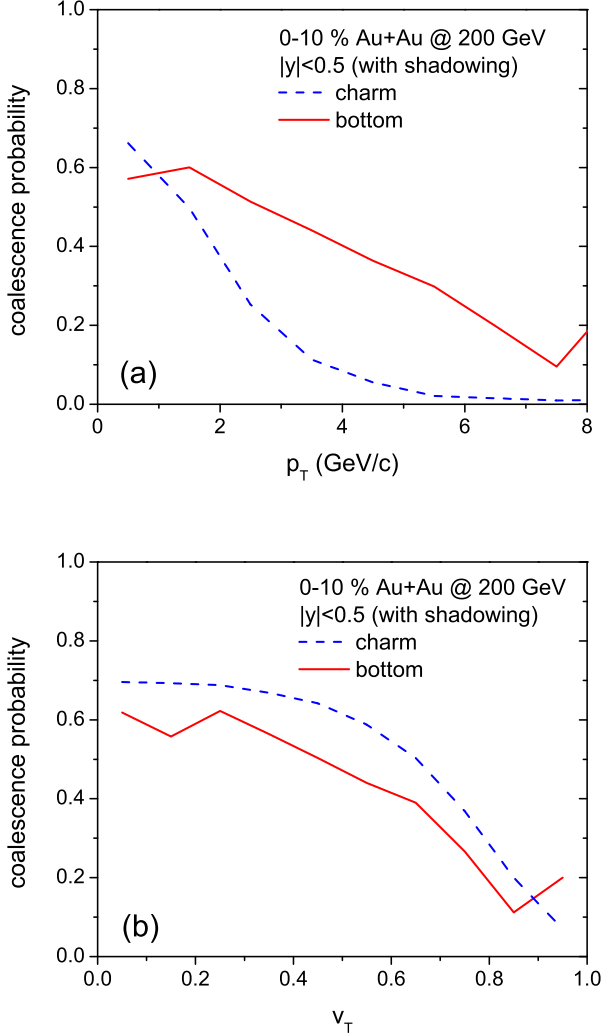 0-10 % Au+Au @ 200 GeV
|y|<0.5 (with shadowing)
charm
bottom
coalescence probability
1.0
0.8
0.6
0.4
0.2
0.0
(a)
0 2 4 6 8
p_T (GeV/c)
0-10 % Au+Au @ 200 GeV
|y|<0.5 (with shadowing)
charm
bottom
coalescence probability
1.0
0.8
0.6
0.4
0.2
0.0
(b)
0.0 0.2 0.4 0.6 0.8 1.0
v_T